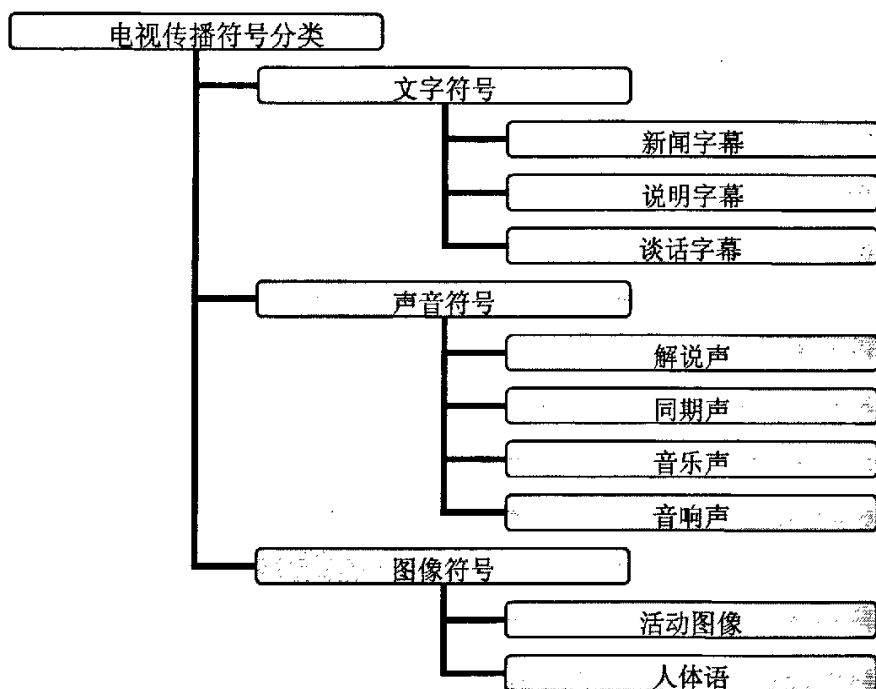 电视传播符号分类
文字符号
新闻字幕
说明字幕
谈话字幕
声音符号
解说声
同期声
音乐声
音响声
图像符号
活动图像
人体语